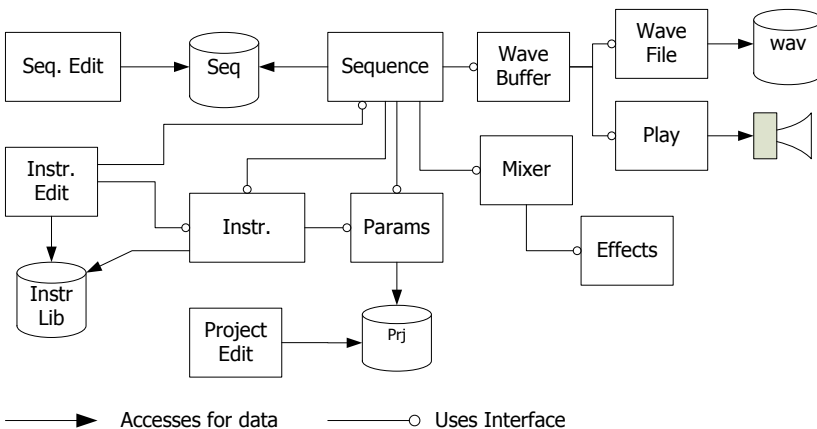 Seq. Edit
Seq
Sequence
Wave
Buffer
Wave
File
wav
Play
Instr.
Edit
Instr.
Params
Mixer
Effects
Instr
Lib
Project
Edit
Prj
Accesses for data
Uses Interface